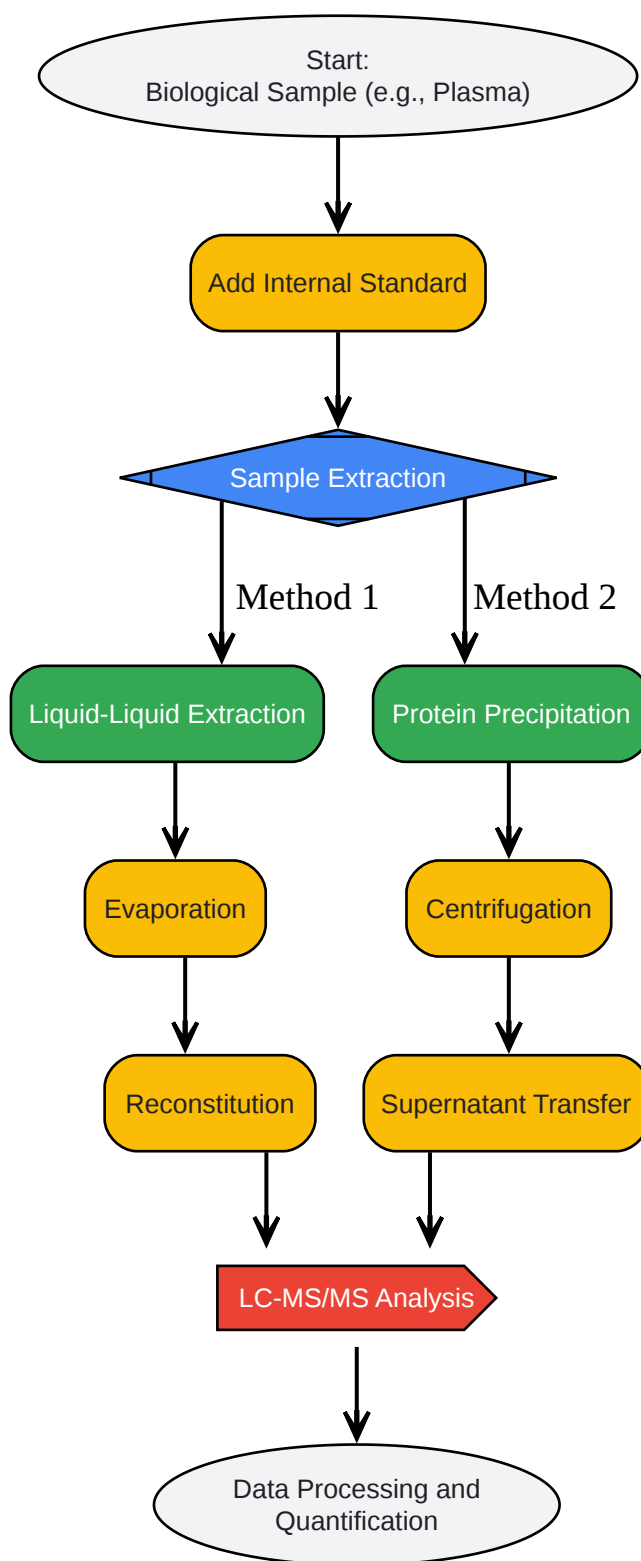 Start:
Biological Sample (e.g., Plasma)
Add Internal Standard
Sample Extraction
Method 1
Method 2
Liquid-Liquid Extraction
Protein Precipitation
Evaporation
Centrifugation
Reconstitution
Supernatant Transfer
LC-MS/MS Analysis
Data Processing and
Quantification